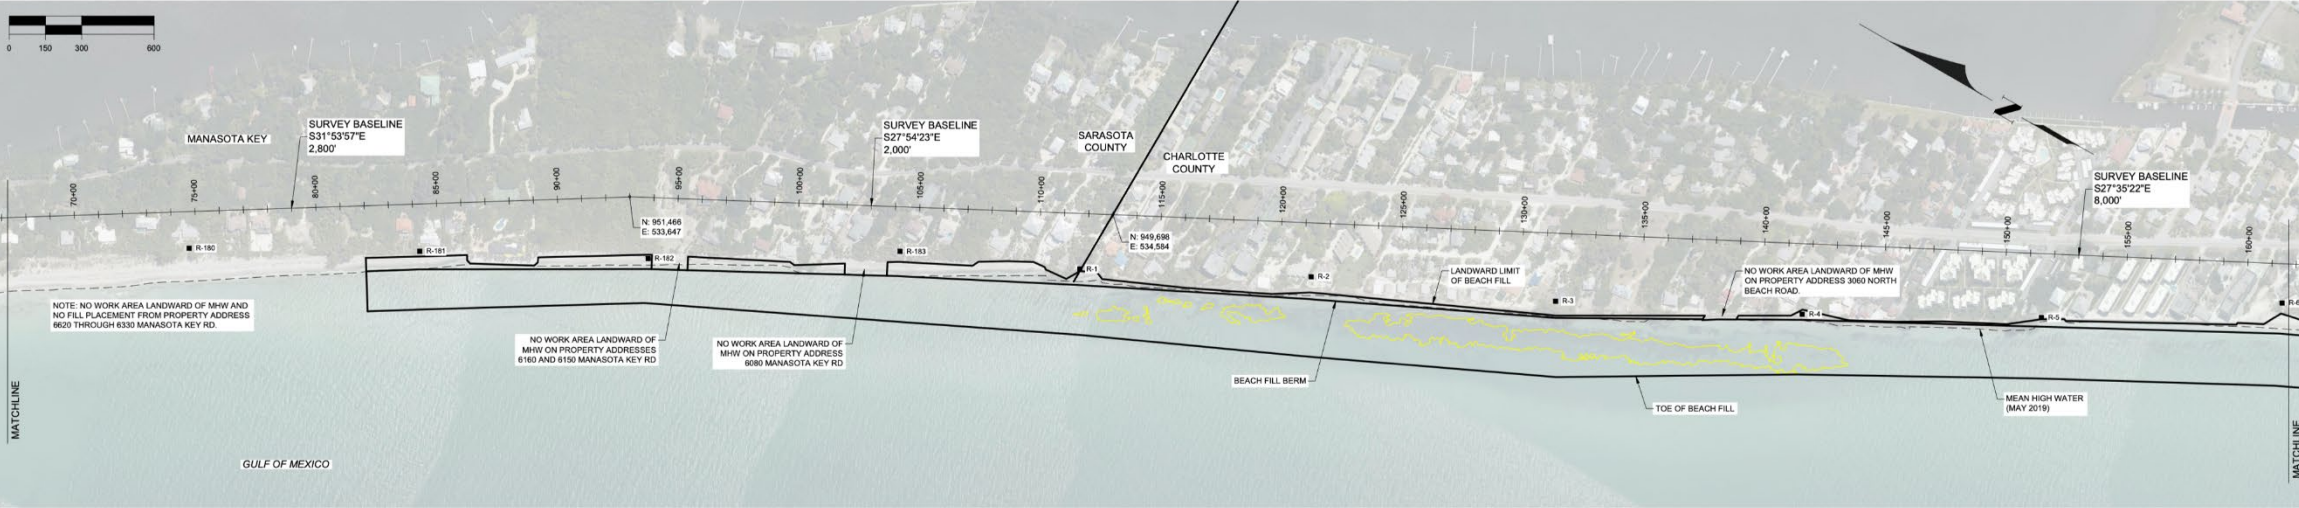 0 150 300 600
MANASOTA KEY
SURVEY BASELINE
S31°53'57"E
2,800'
SURVEY BASELINE
S27°54'23"E
2,000'
SARASOTA
COUNTY
CHARLOTTE
COUNTY
SURVEY BASELINE
S27°35'22"E
8,000'
70+00
75+00
80+00
85+00
90+00
95+00
100+00
105+00
110+00
115+00
120+00
125+00
130+00
135+00
140+00
145+00
150+00
155+00
160+00
N: 951,466
E: 533,647
N: 949,698
E: 534,584
R-180
R-181
R-182
R-183
R-1
R-2
R-3
R-4
R-5
R-6
LANDWARD LIMIT
OF BEACH FILL
NO WORK AREA LANDWARD OF MHW
ON PROPERTY ADDRESS 3060 NORTH
BEACH ROAD.
NOTE: NO WORK AREA LANDWARD OF MHW AND
NO FILL PLACEMENT FROM PROPERTY ADDRESS
6620 THROUGH 6330 MANASOTA KEY RD.
NO WORK AREA LANDWARD OF
MHW ON PROPERTY ADDRESSES
6160 AND 6150 MANASOTA KEY RD
NO WORK AREA LANDWARD OF
MHW ON PROPERTY ADDRESS
6080 MANASOTA KEY RD
BEACH FILL BERM
TOE OF BEACH FILL
MEAN HIGH WATER
(MAY 2019)
MATCHLINE
GULF OF MEXICO
MATCHLINE